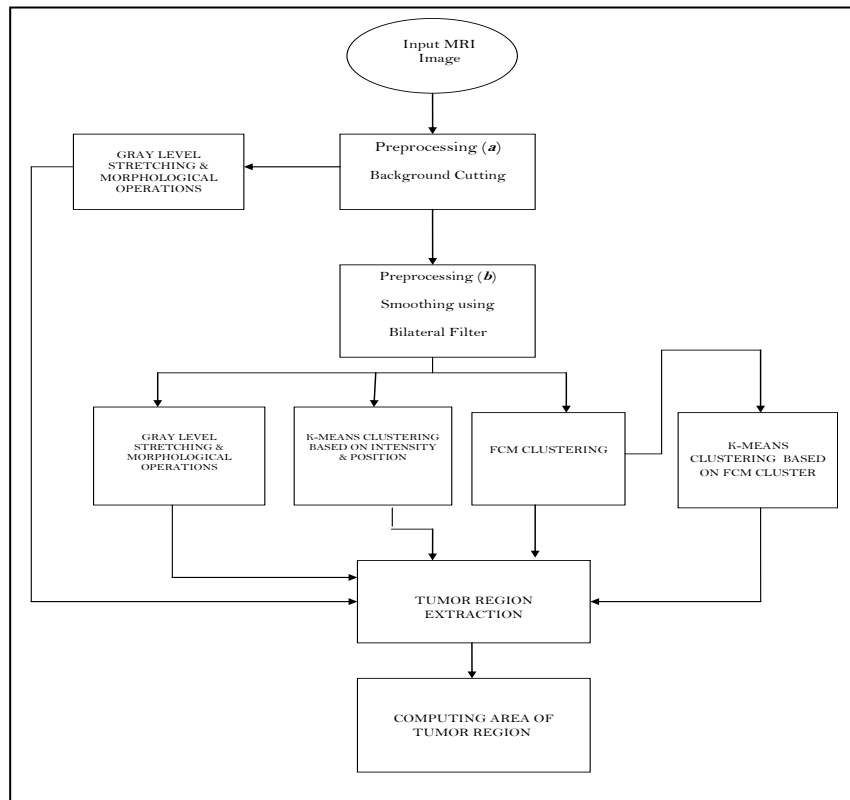 Input MRI
Image
Preprocessing (a)
Background Cutting
GRAY LEVEL
STRETCHING &
MORPHOLOGICAL
OPERATIONS
Preprocessing (b)
Smoothing using
Bilateral Filter
GRAY LEVEL
STRETCHING &
MORPHOLOGICAL
OPERATIONS
K-MEANS CLUSTERING
BASED ON INTENSITY
& POSITION
FCM CLUSTERING
K-MEANS
CLUSTERING BASED
ON FCM CLUSTER
TUMOR REGION
EXTRACTION
COMPUTING AREA OF
TUMOR REGION